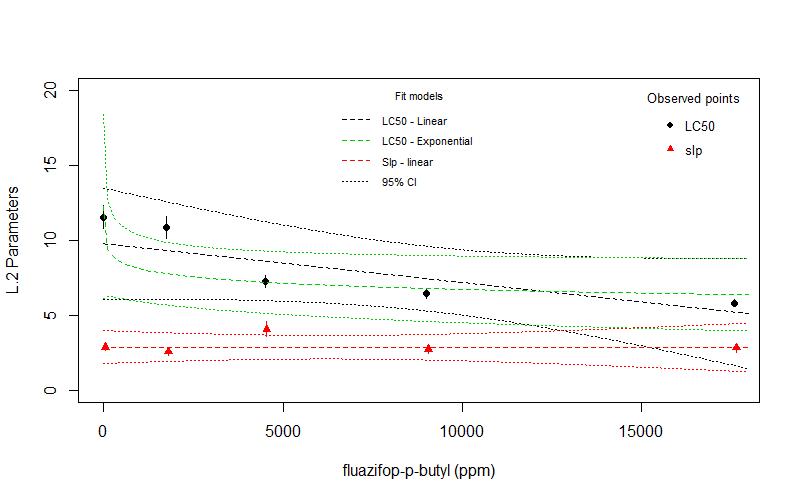 Fit models
LC50 - Linear
LC50 - Exponential
Slp - linear
95% CI
Observed points
LC50
slp
L.2 Parameters
20
15
10
5
0
0
5000
10000
15000
fluazifop-p-butyl (ppm)